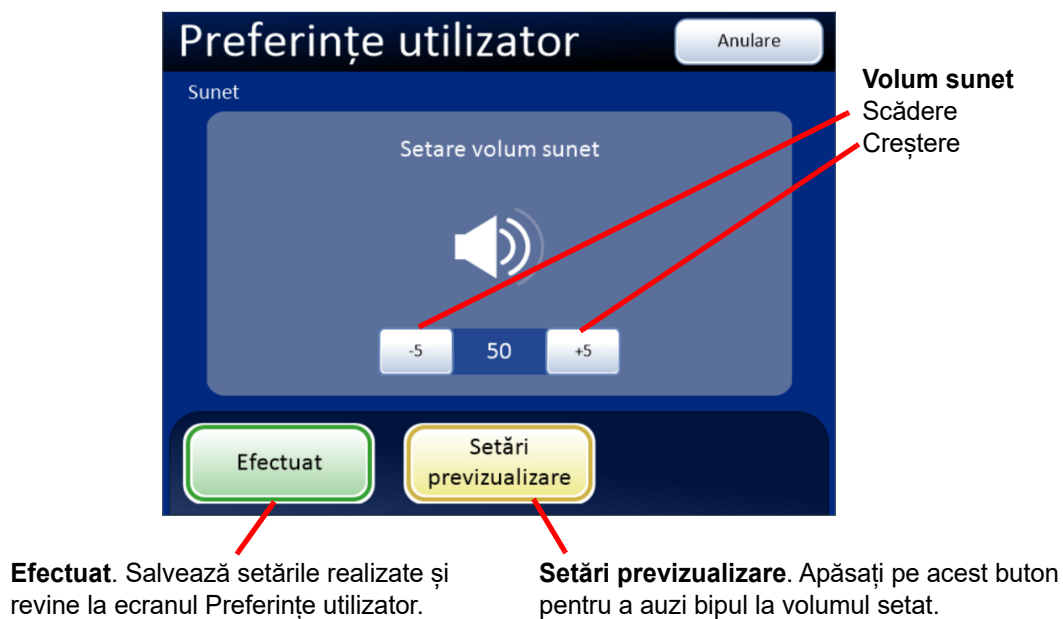 Preferințe utilizator
Anulare
Sunet
Volum sunet
Scădere
Creștere
Setare volum sunet
-5
50
+5
Efectuat
Setări
previzualizare
Efectuat. Salvează setările realizate și
revine la ecranul Preferințe utilizator.
Setări previzualizare. Apăsați pe acest buton
pentru a auzi bipul la volumul setat.